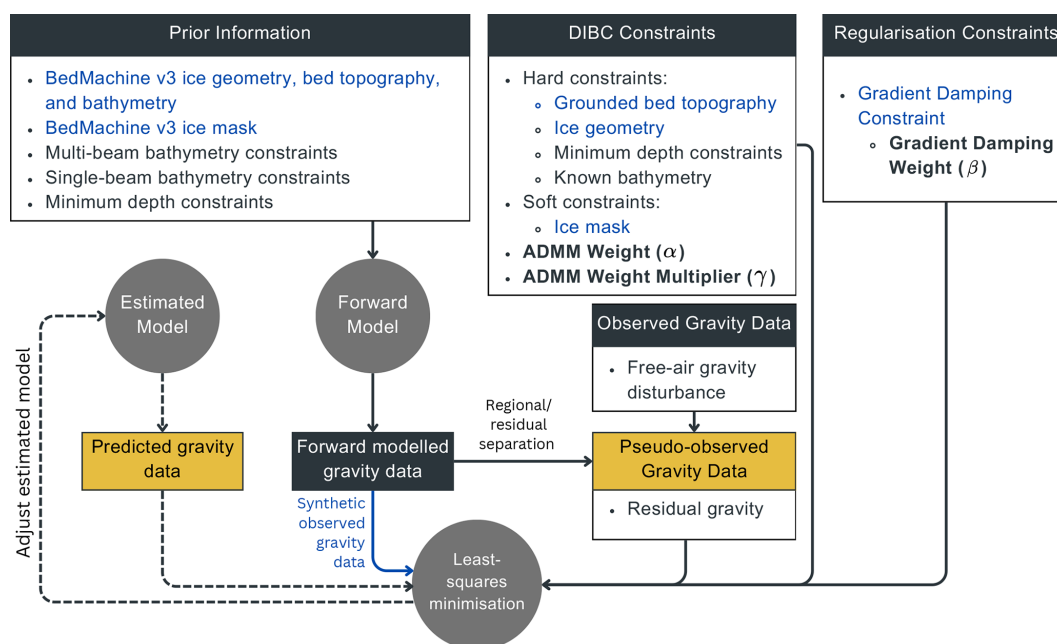 Prior Information
BedMachine v3 ice geometry, bed topography,
and bathymetry
BedMachine v3 ice mask
Multi-beam bathymetry constraints
Single-beam bathymetry constraints
Minimum depth constraints
DIBC Constraints
Hard constraints:
Grounded bed topography
Ice geometry
Minimum depth constraints
Known bathymetry
Soft constraints:
Ice mask
ADMM Weight (α)
ADMM Weight Multiplier (γ)
Regularisation Constraints
Gradient Damping
Constraint
Gradient Damping
Weight (β)
Estimated
Model
Forward
Model
Observed Gravity Data
Free-air gravity
disturbance
Adjust estimated model
Predicted gravity
data
Forward modelled
gravity data
Regional/
residual
separation
Pseudo-observed
Gravity Data
Residual gravity
Synthetic
observed
gravity
data
Least-
squares
minimisation